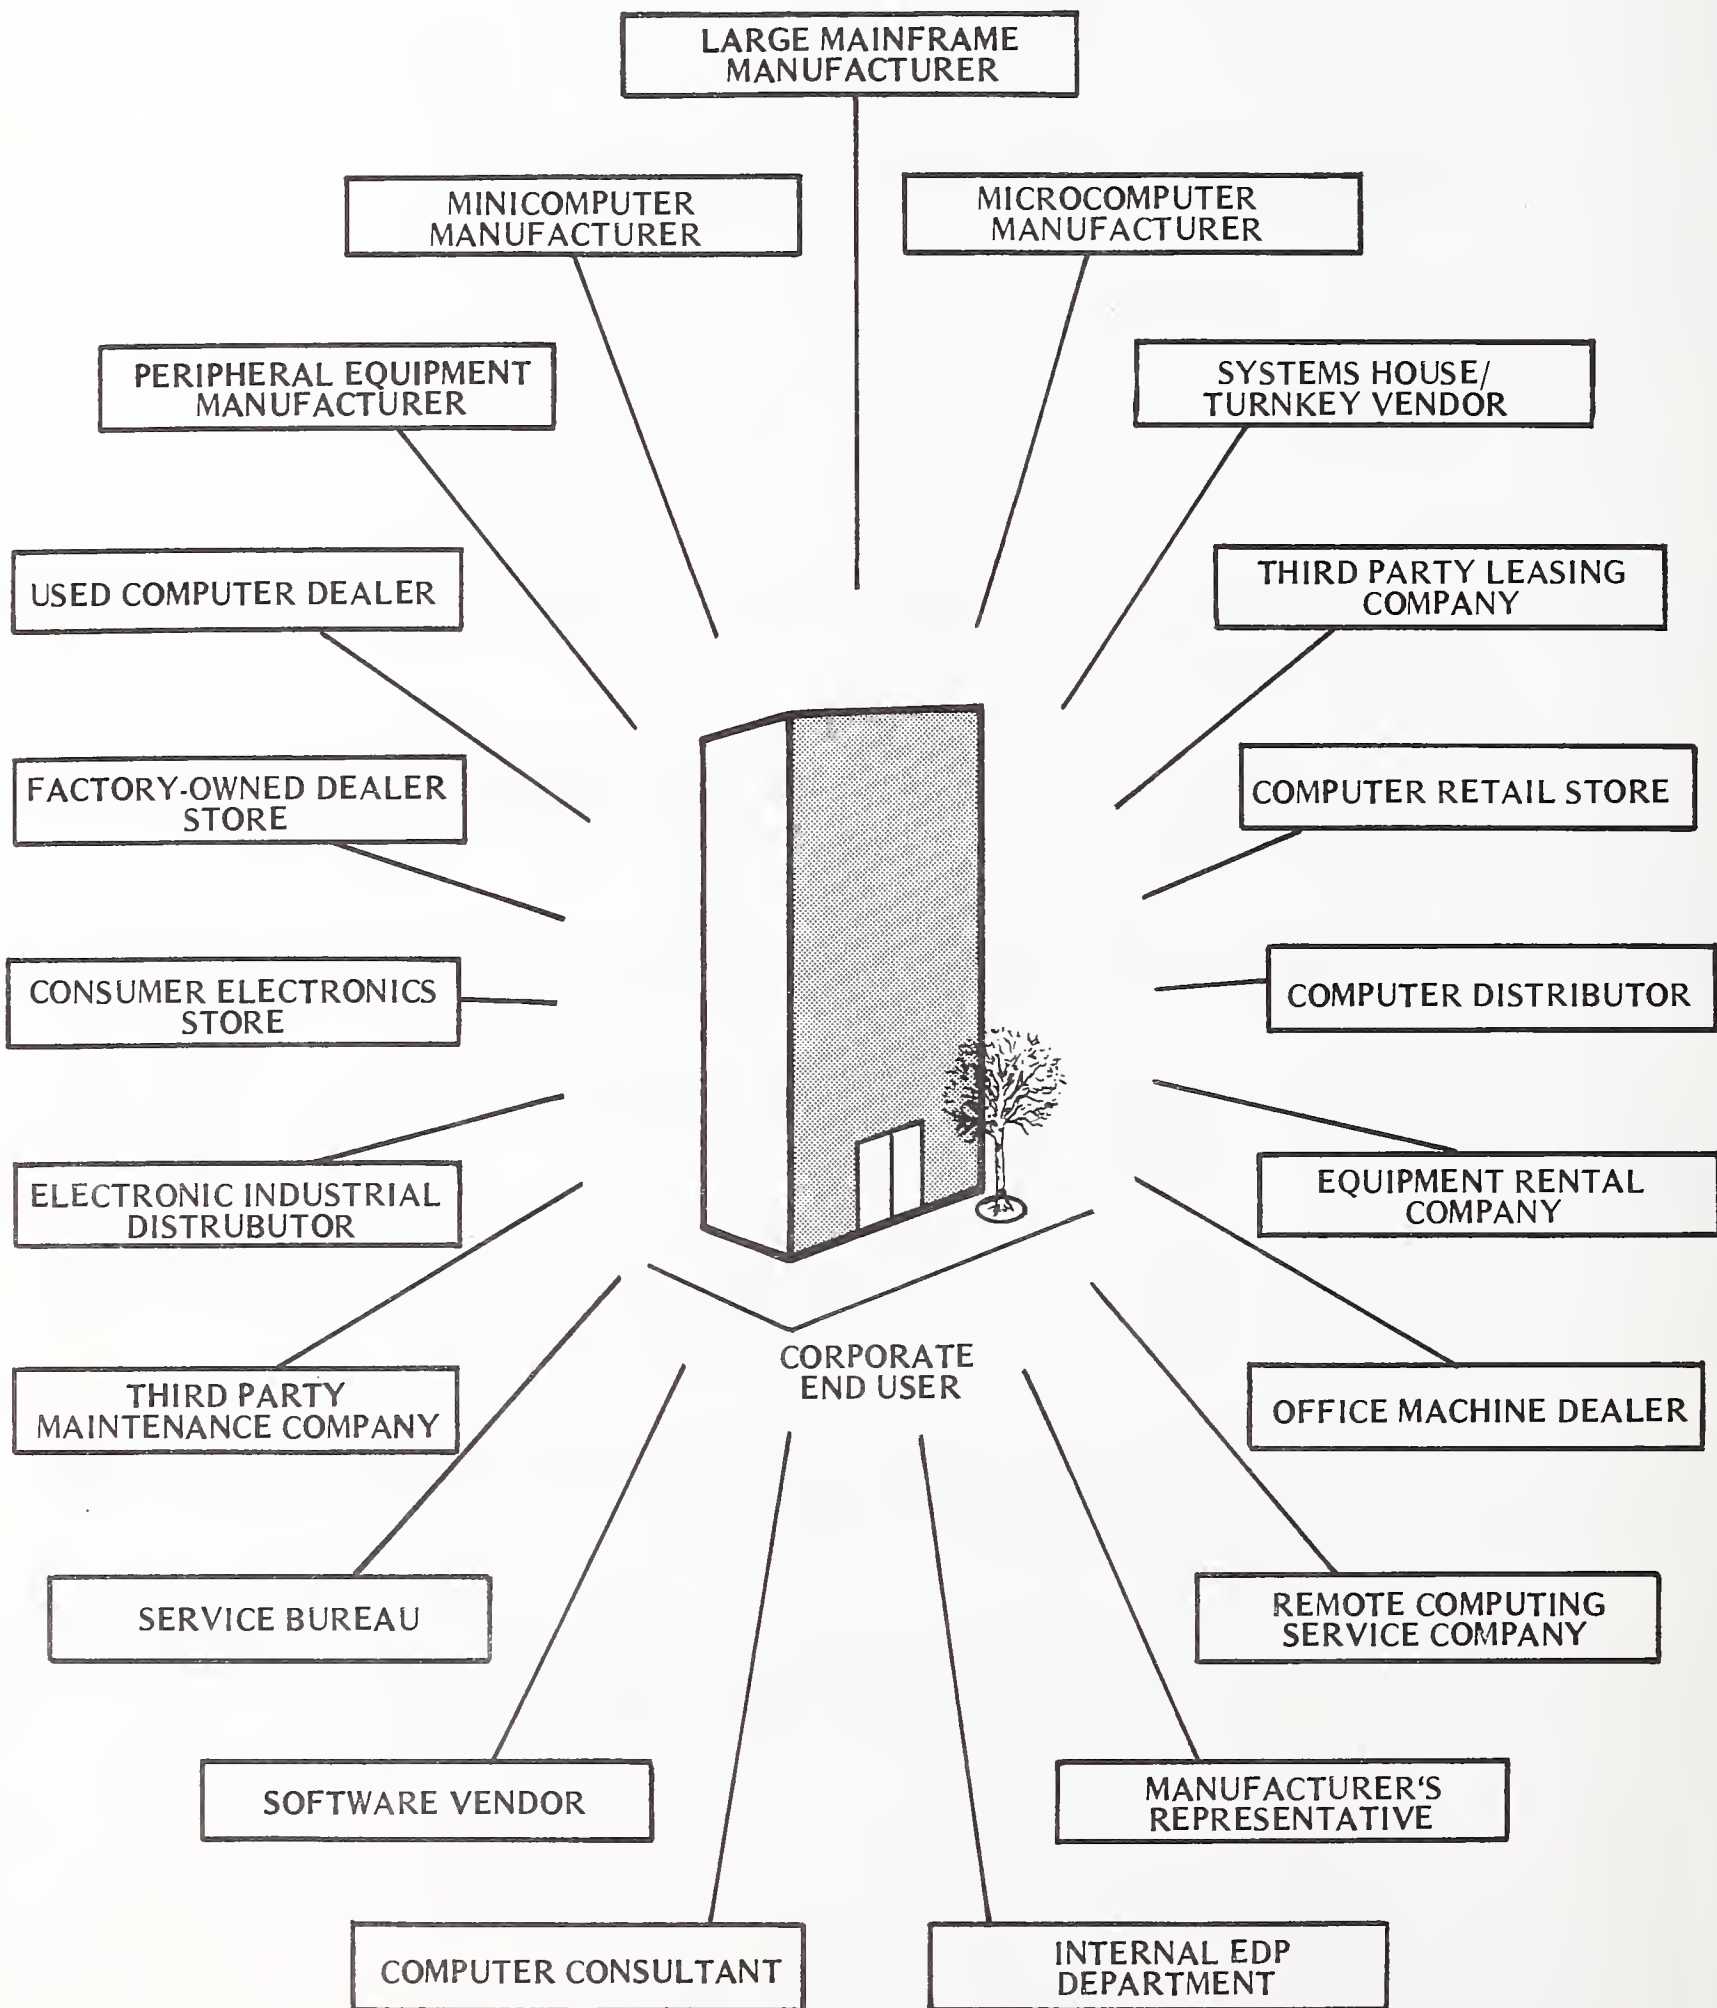 LARGE MAINFRAME
MANUFACTURER
MINICOMPUTER
MANUFACTURER
MICROCOMPUTER
MANUFACTURER
PERIPHERAL EQUIPMENT
MANUFACTURER
SYSTEMS HOUSE/
TURNKEY VENDOR
USED COMPUTER DEALER
THIRD PARTY LEASING
COMPANY
FACTORY-OWNED DEALER
STORE
COMPUTER RETAIL STORE
CONSUMER ELECTRONICS
STORE
COMPUTER DISTRIBUTOR
ELECTRONIC INDUSTRIAL
DISTRUBUTOR
EQUIPMENT RENTAL
COMPANY
CORPORATE
END USER
THIRD PARTY
MAINTENANCE COMPANY
OFFICE MACHINE DEALER
SERVICE BUREAU
REMOTE COMPUTING
SERVICE COMPANY
SOFTWARE VENDOR
MANUFACTURER'S
REPRESENTATIVE
COMPUTER CONSULTANT
INTERNAL EDP
DEPARTMENT